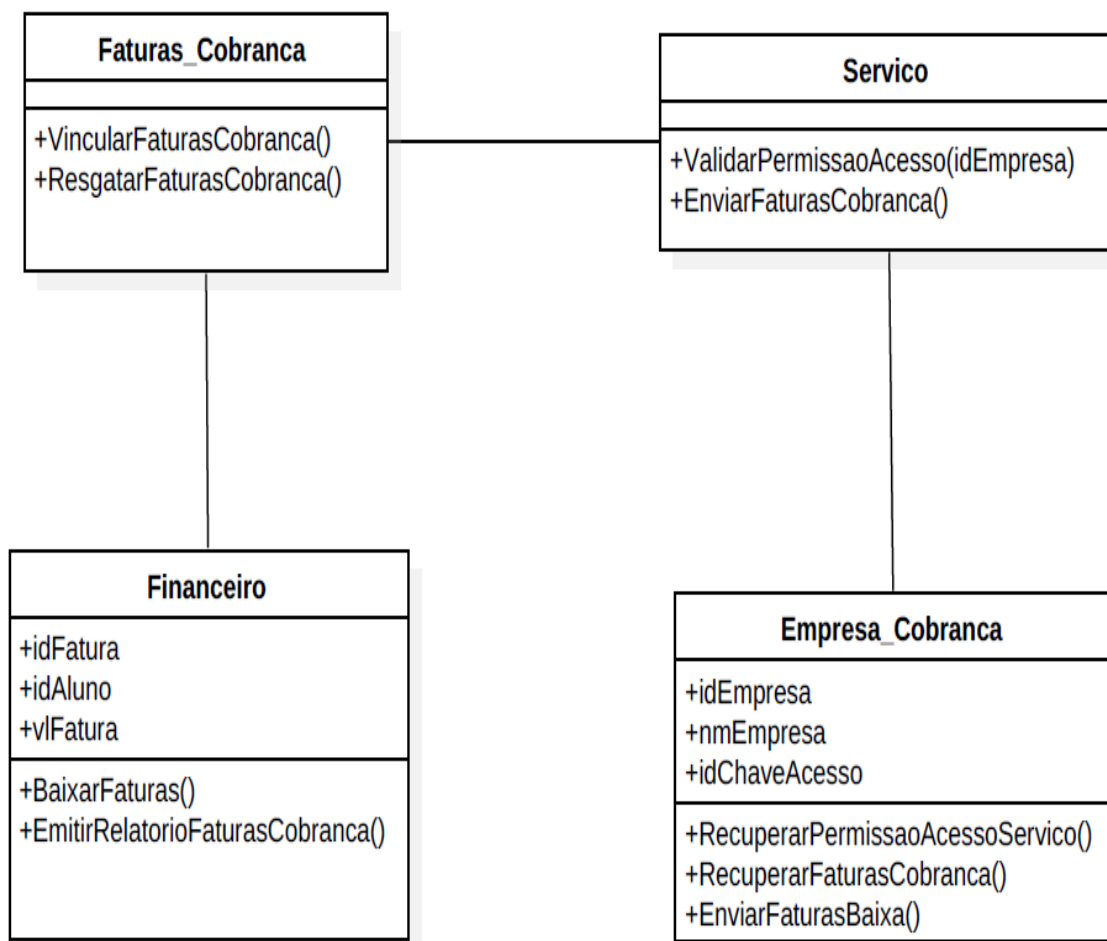 Faturas_Cobranca
+VincularFaturasCobranca()
+ResgatarFaturasCobranca()
Servico
+ValidarPermissaoAcesso(idEmpresa)
+EnviarFaturasCobranca()
Financeiro
+idFatura
+idAluno
+vlFatura
+BaixarFaturas()
+EmitirRelatorioFaturasCobranca()
Empresa_Cobranca
+idEmpresa
+nmEmpresa
+idChaveAcesso
+RecuperarPermissaoAcessoServico()
+RecuperarFaturasCobranca()
+EnviarFaturasBaixa()